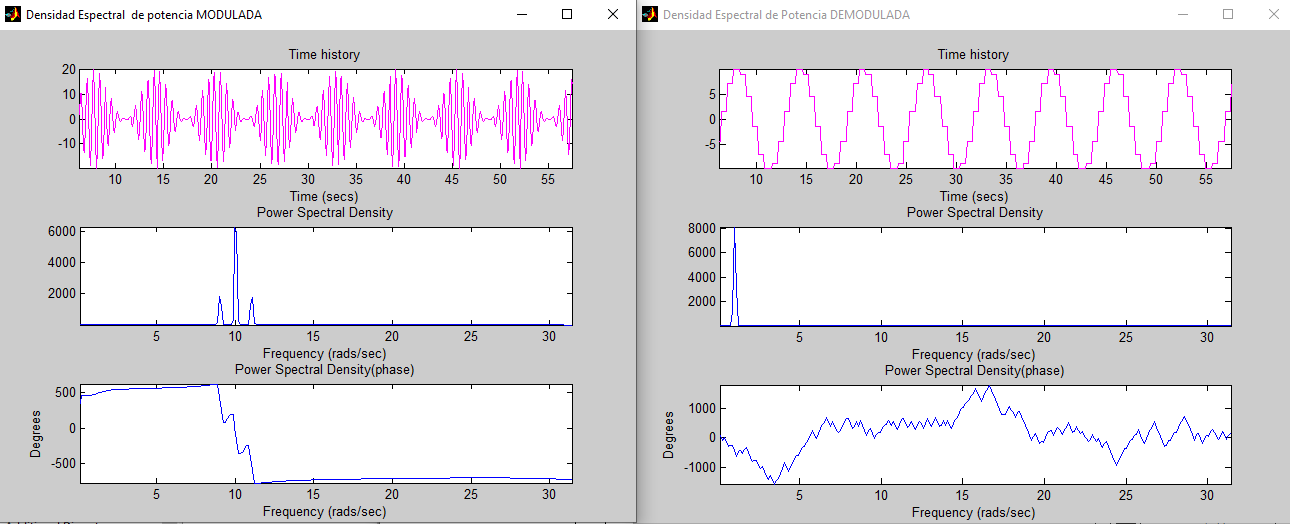 Densidad Espectral de potencia MODULADA
Time history
20
10
0
-10
10 15 20 25 30 35 40 45 50 55
Time (secs)
Power Spectral Density
6000
4000
2000
5 10 15 20 25 30
Frequency (rads/sec)
Power Spectral Density(phase)
Degrees
500
0
-500
5 10 15 20 25 30
Frequency (rads/sec)
Densidad Espectral de Potencia DEMODULADA
Time history
5
0
-5
10 15 20 25 30 35 40 45 50 55
Time (secs)
Power Spectral Density
8000
6000
4000
2000
5 10 15 20 25 30
Frequency (rads/sec)
Power Spectral Density(phase)
Degrees
1000
0
-1000
5 10 15 20 25 30
Frequency (rads/sec)